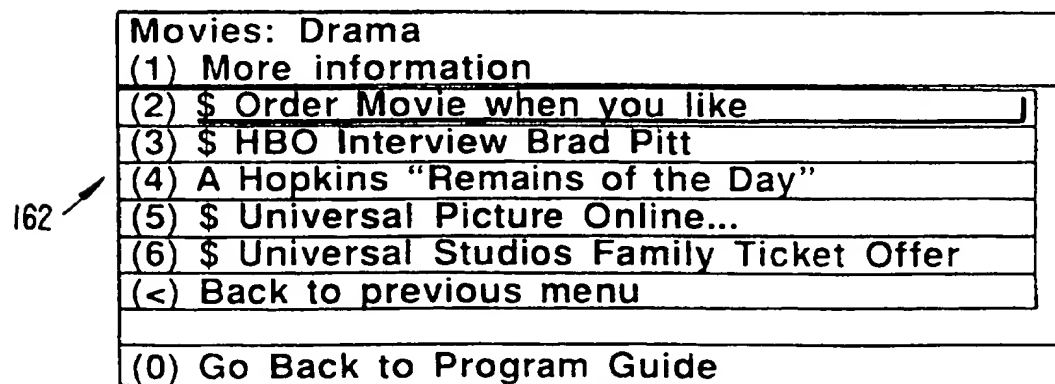 Movies: Drama
(1) More information
(2) $ Order Movie when you like
(3) $ HBO Interview Brad Pitt
(4) A Hopkins “Remains of the Day”
162
(5) $ Universal Picture Online...
(6) $ Universal Studios Family Ticket Offer
(<) Back to previous menu
(0) Go Back to Program Guide